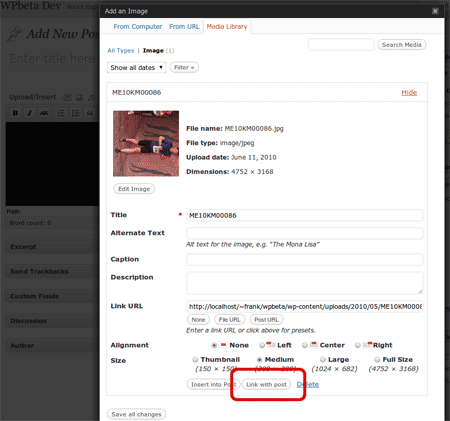 WPbeta Dev
Add an Image
Add New Pos
Enter title here
Upload/Insert
B I
Path:
Word count: 0
Excerpt
Send Trackbacks
Custom Fields
Discussion
Author
From Computer From URL Media Library
Search Media
All Types | Image (1)
Show all dates Filter »
ME10KM00086 Hide
File name: ME10KM00086.jpg
File type: image/jpeg
Upload date: June 11, 2010
Dimensions: 4752 × 3168
Edit Image
Title * ME10KM00086
Alternate Text
Alt text for the image, e.g. "The Mona Lisa"
Caption
Description
Link URL http://localhost/~frank/wpbeta/wp-content/uploads/2010/05/ME10KM0008
None File URL Post URL
Enter a link URL or click above for presets.
Alignment None Left Center Right
Size Thumbnail Medium Large Full Size
(150 × 150) (300 × 200) (1024 × 682) (4752 × 3168)
Insert into Post Link with post Delete
Save all changes